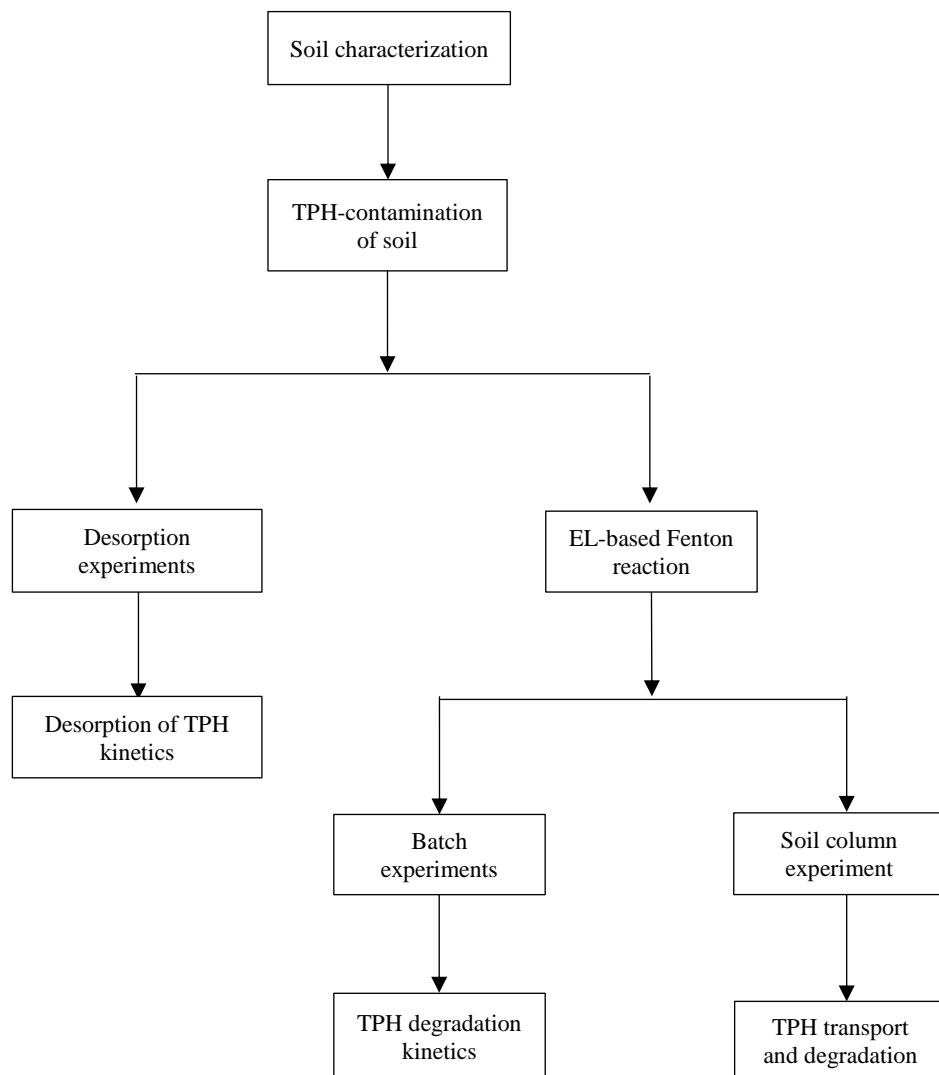 Soil characterization
TPH-contamination
of soil
Desorption
experiments
EL-based Fenton
reaction
Desorption of TPH
kinetics
Batch
experiments
Soil column
experiment
TPH degradation
kinetics
TPH transport
and degradation